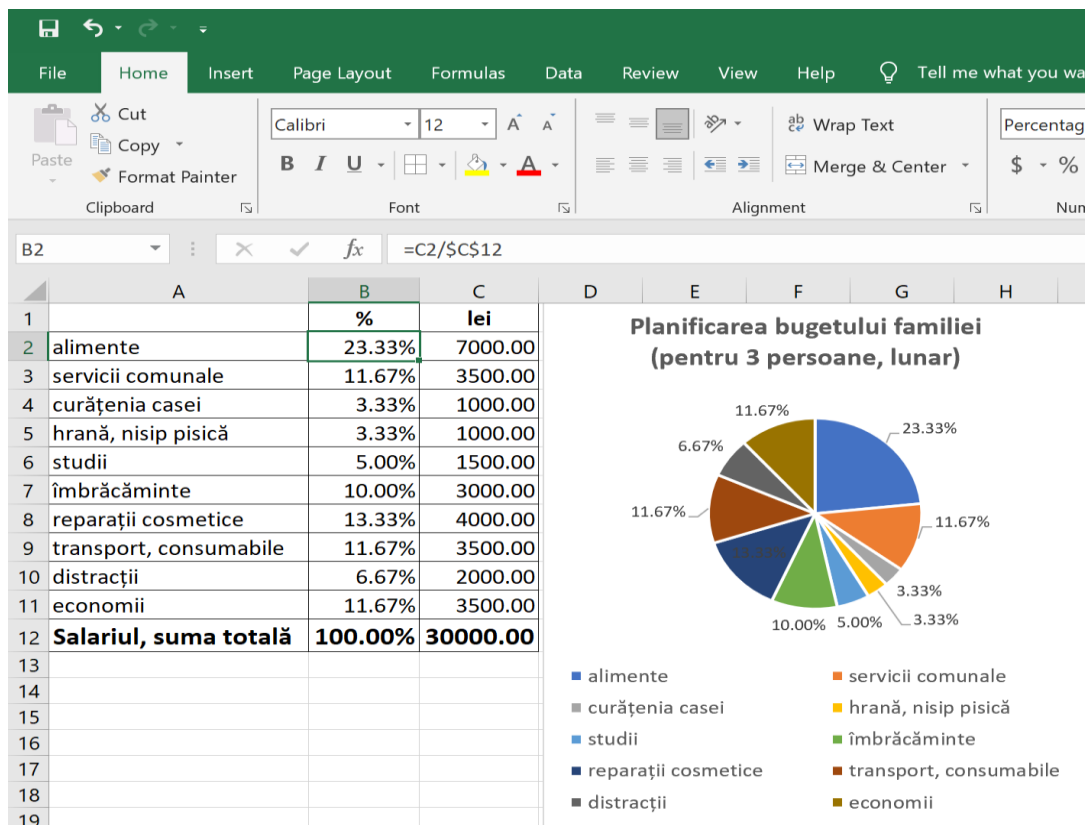 File Home Insert Page Layout Formulas Data Review View Help Tell me what you wa
Cut
Copy
Paste
Format Painter
Calibri 12 A A
B I U A
ab Wrap Text
Merge & Center
Percentag
$ %
Clipboard Font Alignment Num
B2 fx =C2/$C$12
A B C D E F G H
1 % lei
2 alimente 23.33% 7000.00
3 servicii comunale 11.67% 3500.00
4 curățenia casei 3.33% 1000.00
5 hrană, nisip pisică 3.33% 1000.00
6 studii 5.00% 1500.00
7 îmbrăcăminte 10.00% 3000.00
8 reparații cosmetice 13.33% 4000.00
9 transport, consumabile 11.67% 3500.00
10 distracții 6.67% 2000.00
11 economii 11.67% 3500.00
12 Salariul, suma totală 100.00% 30000.00
13
14
15
16
17
18
19
Planificarea bugetului familiei
(pentru 3 persoane, lunar)
11.67%
23.33%
6.67%
11.67%
11.67%
3.33%
3.33%
10.00% 5.00%
alimente servicii comunale
curățenia casei hrană, nisip pisică
studii îmbrăcăminte
reparații cosmetice transport, consumabile
distracții economii